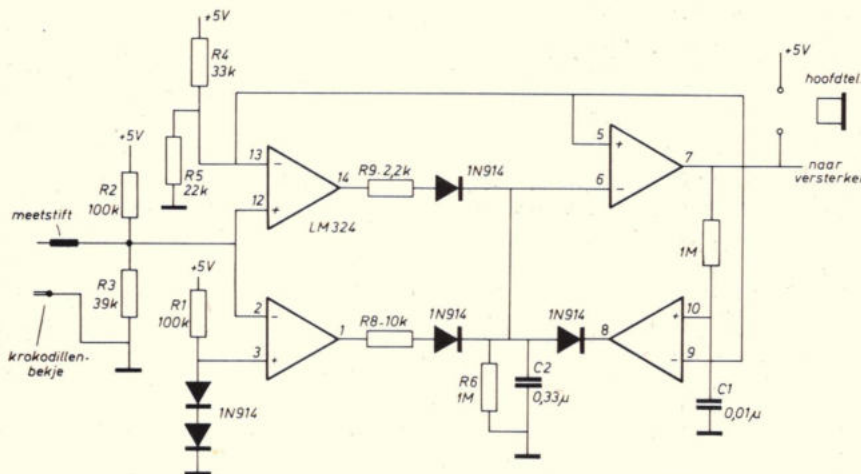 +5V
R4
33k
+5V
R5
22k
+5V
R2
100k
meetstift
R3
39k
krokodillen-
bekje
+5V
R1
100k
1N914
13
-
12
+
14
LM324
R9-2,2k
1N914
2
-
3
+
1
R8-10k
1N914
R6
1M
C2
0,33µ
1N914
8
10
+
9
-
5
+
6
-
7
1M
C1
0,01µ
+5V
hoofdtel.
naar
versterker